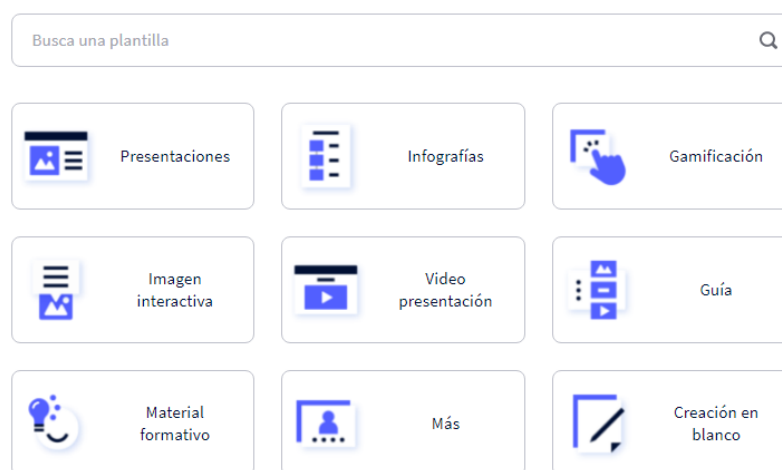 Busca una plantilla
Presentaciones
Infografías
Gamificación
Imagen
interactiva
Video
presentación
Guía
Material
formativo
Más
Creación en
blanco